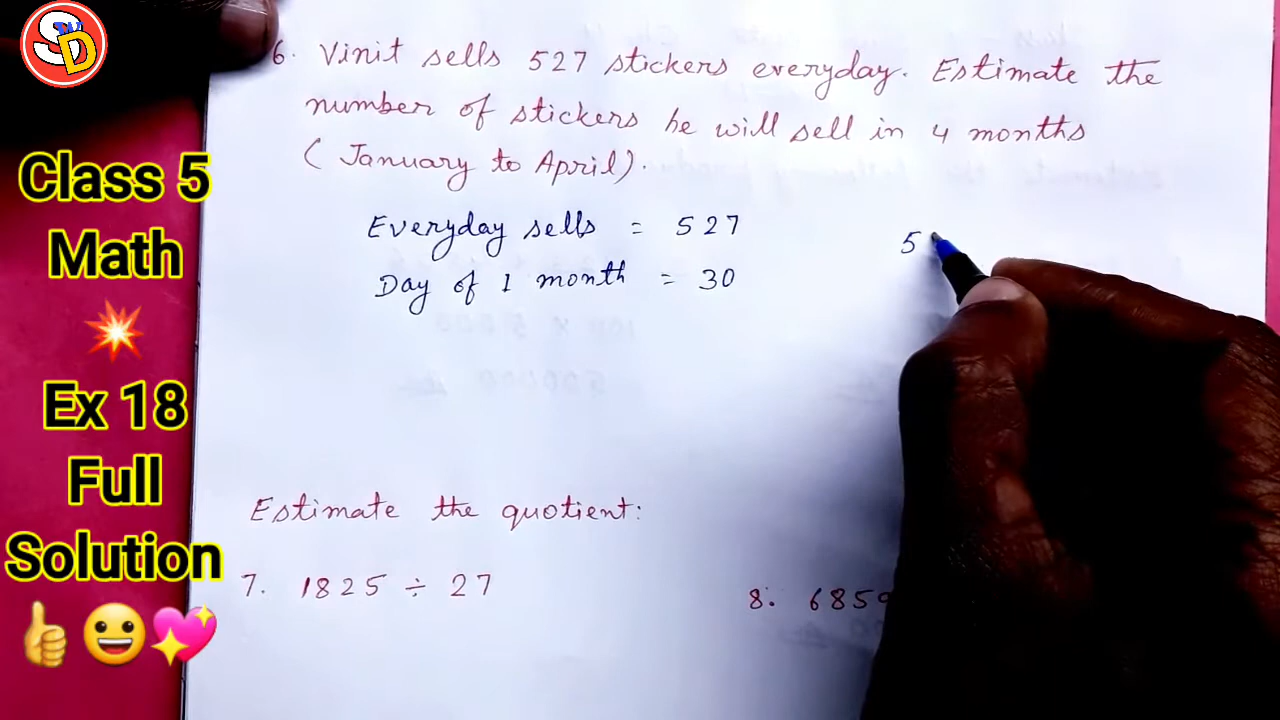 SWD
Class 5
Math
Ex 18
Full
Solution
6. Vinit sells 527 stickers everyday. Estimate the
number of stickers he will sell in 4 months
( January to April).
Everyday sells = 527
5
Day of 1 month = 30
Estimate the quotient:
7. 1825 ÷ 27
8. 685